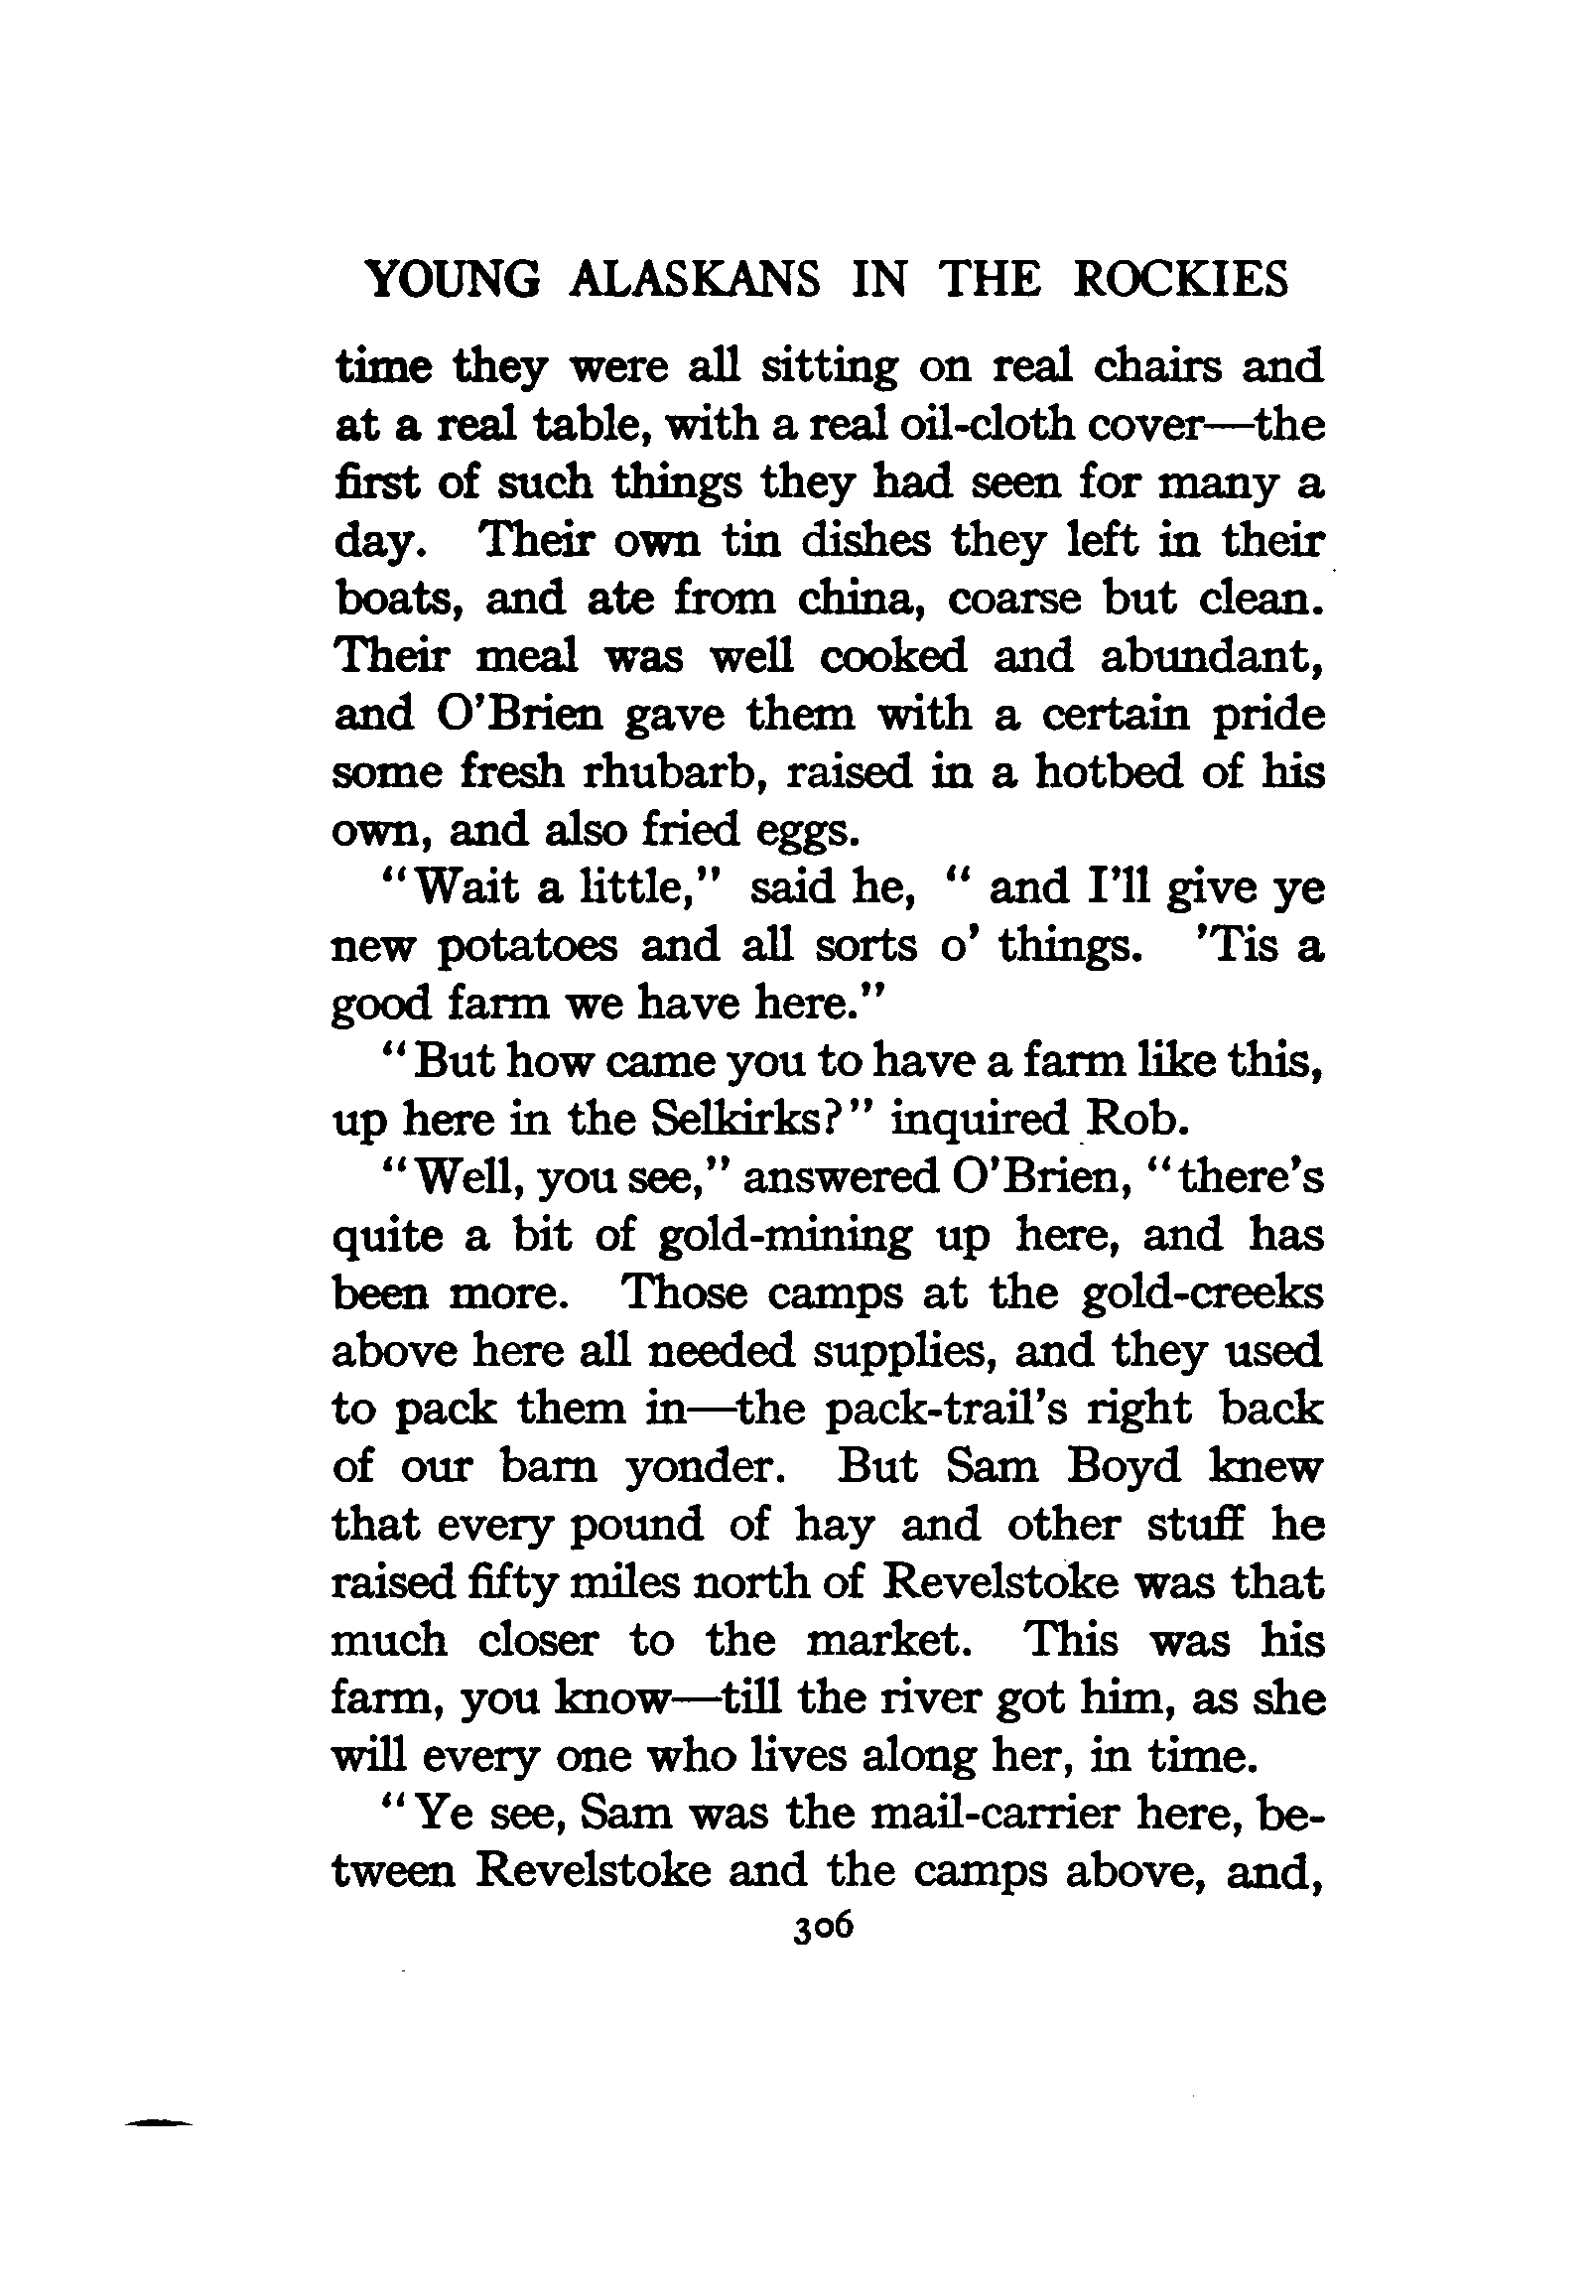 YOUNG ALASKANS IN THE ROCKIES
time they were all sitting on real chairs and
at a real table, with a real oil-cloth cover—the
first of such things they had seen for many a
day. Their own tin dishes they left in their
boats, and ate from china, coarse but clean.
Their meal was well cooked and abundant,
and O'Brien gave them with a certain pride
some fresh rhubarb, raised in a hotbed of his
own, and also fried eggs.
"Wait a little," said he, " and I'll give ye
new potatoes and all sorts o' things. 'Tis a
good farm we have here."
"But how came you to have a farm like this,
up here in the Selkirks?" inquired Rob.
"Well, you see," answered O'Brien, "there's
quite a bit of gold-mining up here, and has
been more. Those camps at the gold-creeks
above here all needed supplies, and they used
to pack them in—the pack-trail's right back
of our barn yonder. But Sam Boyd knew
that every pound of hay and other stuff he
raised fifty miles north of Revelstoke was that
much closer to the market. This was his
farm, you know—till the river got him, as she
will every one who lives along her, in time.
"Ye see, Sam was the mail-carrier here, be-
tween Revelstoke and the camps above, and,
306